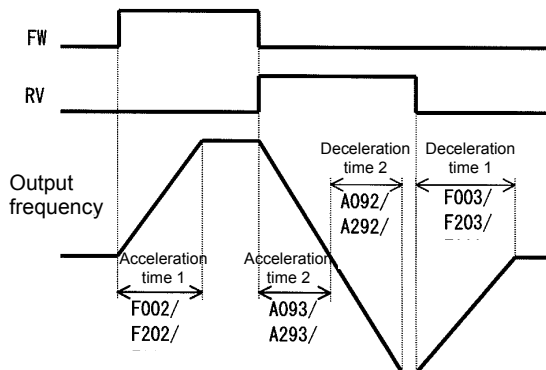 FW
RV
Deceleration
time 2
Deceleration
time 1
A092/
A292/
F003/
F203/
Output
frequency
Acceleration
time 1
Acceleration
time 2
F002/
F202/
A093/
A293/